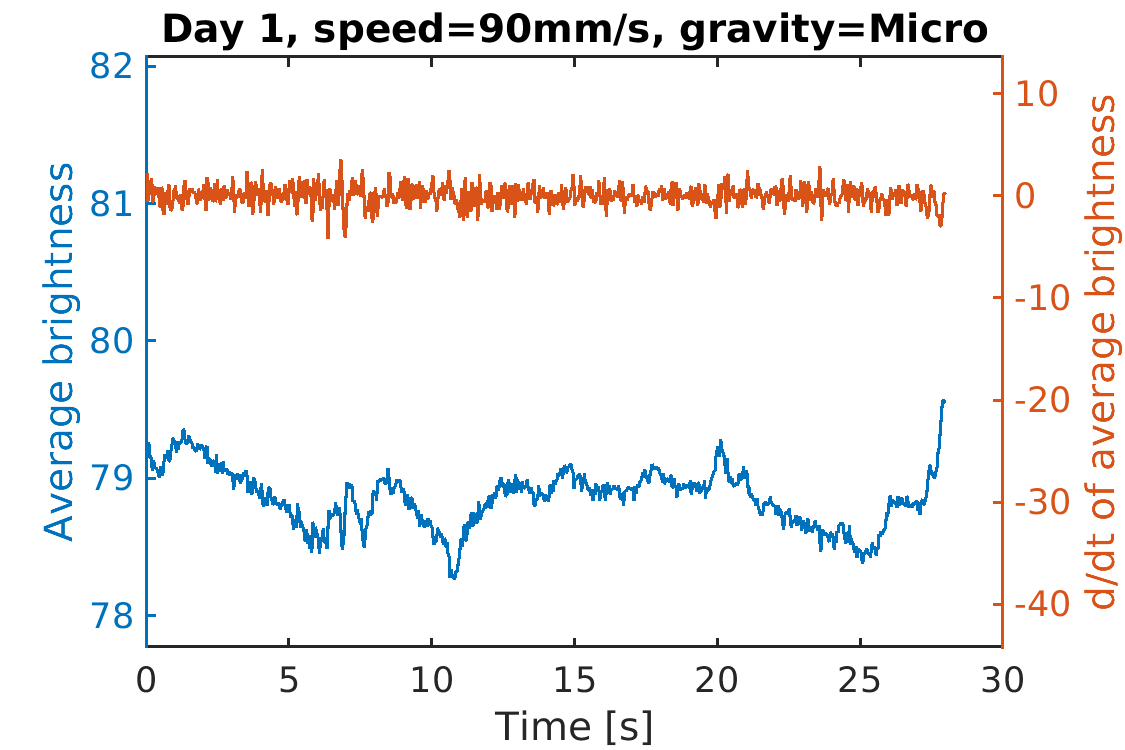 Day 1, speed=90mm/s, gravity=Micro
82
81
80
79
78
Average brightness
10
0
-10
-20
-30
-40
d/dt of average brightness
0 5 10 15 20 25 30
Time [s]